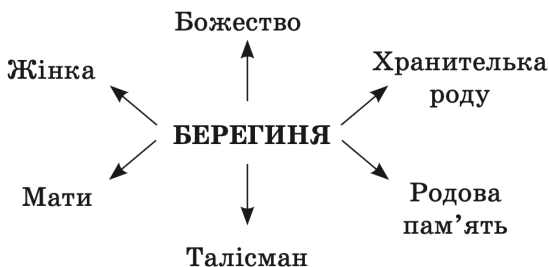 Божество
Жінка
Хранителька
роду
БЕРЕГИНЯ
Мати
Родова
пам’ять
Талісман